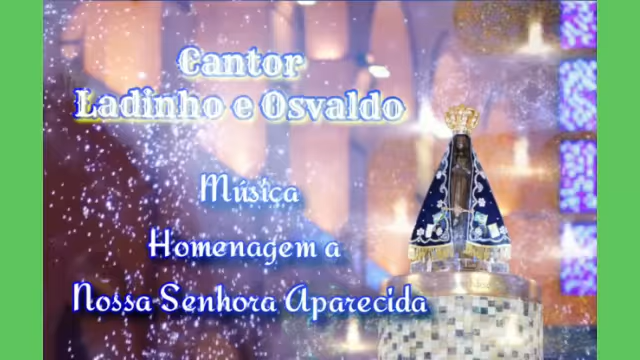 Cantor
Ladinho e Osvaldo
Música
Homenagem a
Nossa Senhora Aparecida